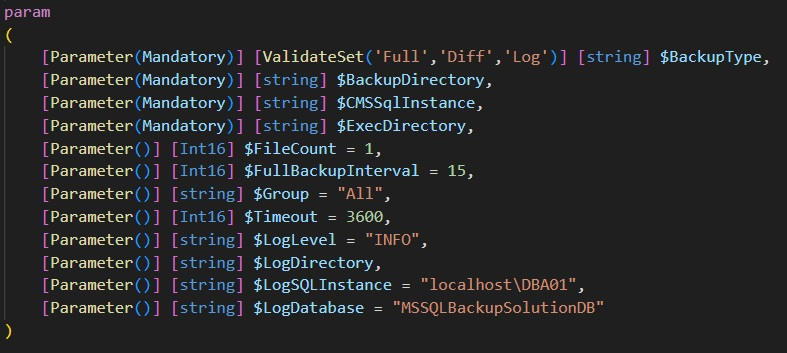 param
(
[Parameter(Mandatory)] [ValidateSet('Full','Diff','Log')] [string] $BackupType,
[Parameter(Mandatory)] [string] $BackupDirectory,
[Parameter(Mandatory)] [string] $CMSSqlInstance,
[Parameter(Mandatory)] [string] $ExecDirectory,
[Parameter()] [Int16] $FileCount = 1,
[Parameter()] [Int16] $FullBackupInterval = 15,
[Parameter()] [string] $Group = "All",
[Parameter()] [Int16] $Timeout = 3600,
[Parameter()] [string] $LogLevel = "INFO",
[Parameter()] [string] $LogDirectory,
[Parameter()] [string] $LogSQLInstance = "localhost\DBA01",
[Parameter()] [string] $LogDatabase = "MSSQLBackupSolutionDB"
)